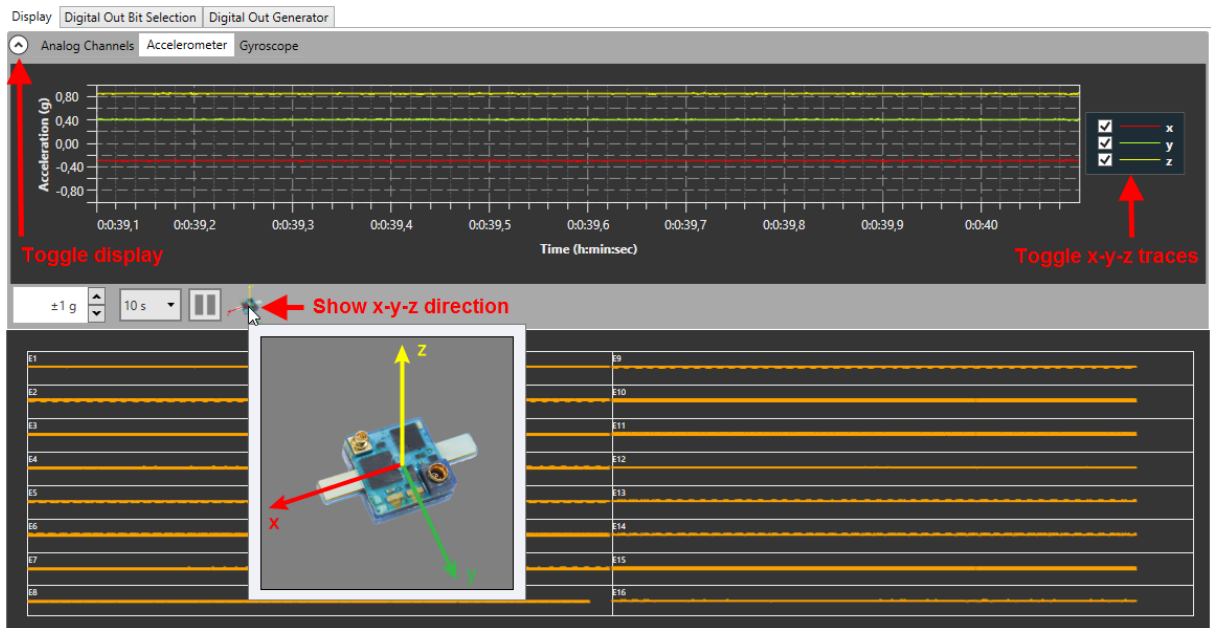 Display Digital Out Bit Selection Digital Out Generator
Analog Channels Accelerometer Gyroscope
Acceleration (g)
0,80
0,40
0,00
-0,40
-0,80
x
y
z
0:0:39,1 0:0:39,2 0:0:39,3 0:0:39,4 0:0:39,5 0:0:39,6 0:0:39,7 0:0:39,8 0:0:39,9 0:0:40
Time (h:min:sec)
Toggle display
Toggle x-y-z traces
±1 g 10 s
Show x-y-z direction
z
x
y
E1
E2
E3
E4
E5
E6
E7
E8
E9
E10
E11
E12
E13
E14
E15
E16